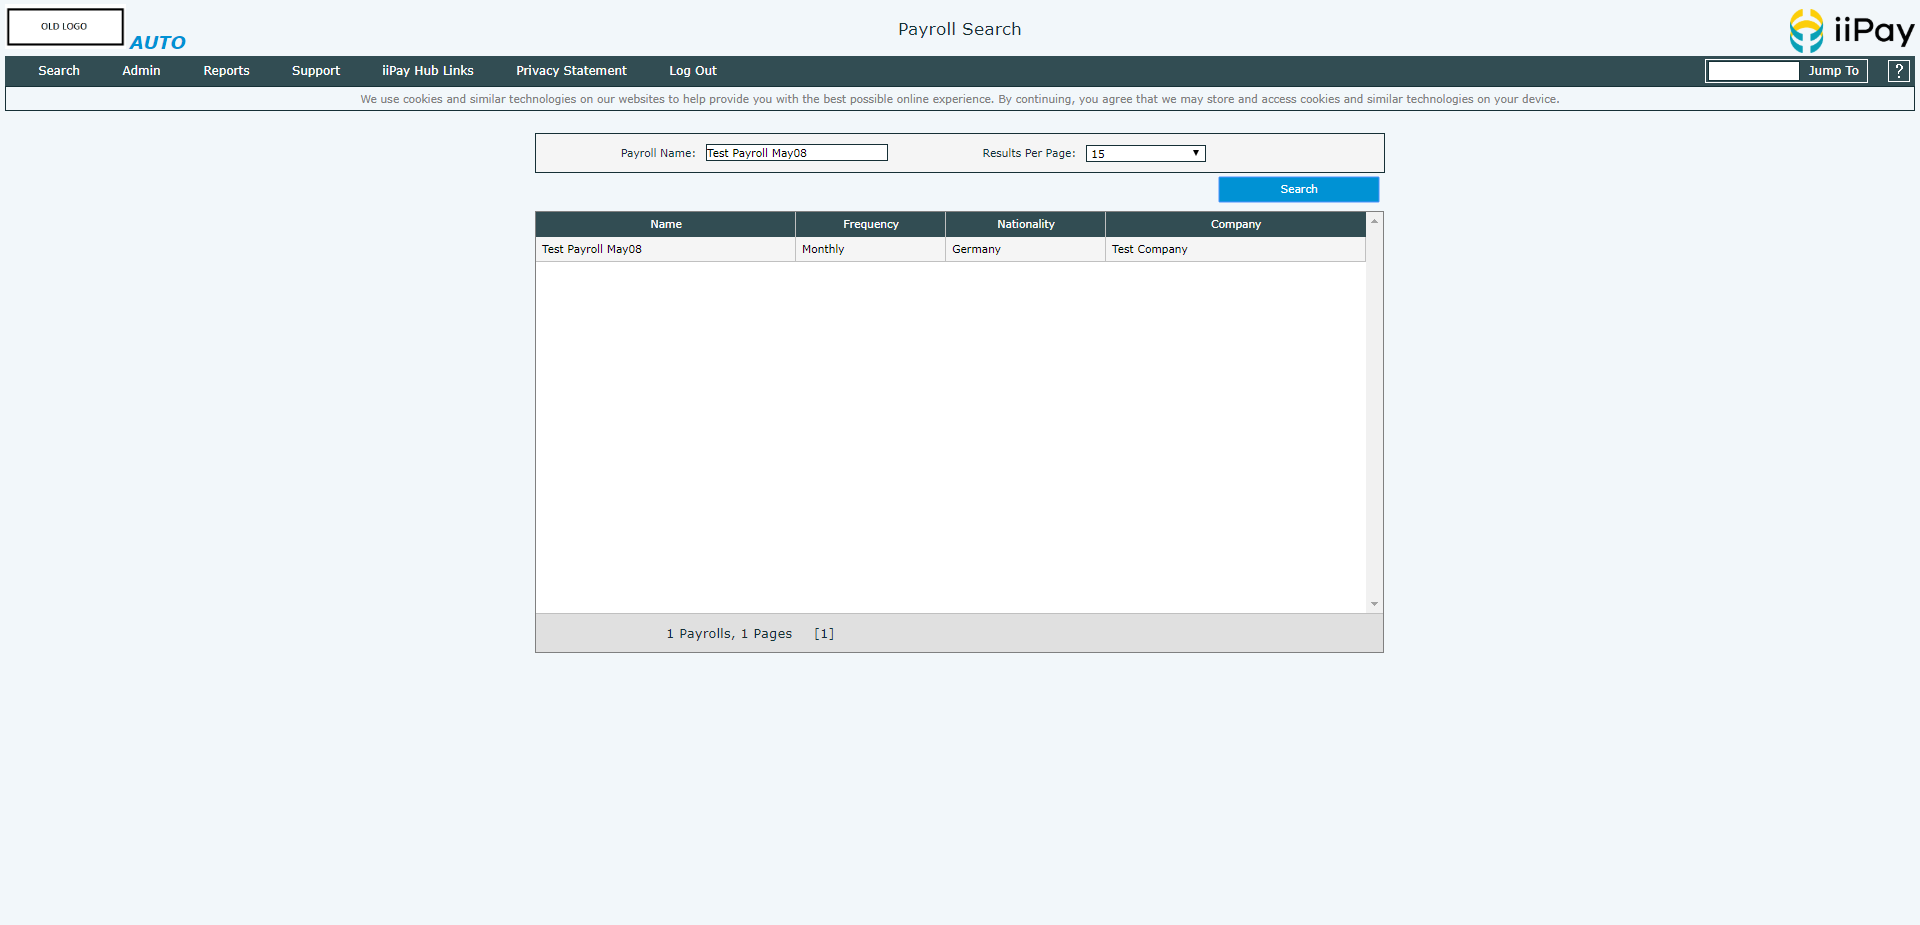 OLD LOGO
AUTO
Payroll Search
iiPay
Search Admin Reports Support iiPay Hub Links Privacy Statement Log Out Jump To ?
We use cookies and similar technologies on our websites to help provide you with the best possible online experience. By continuing, you agree that we may store and access cookies and similar technologies on your device.
Payroll Name: Test Payroll May08 Results Per Page: 15
Search
Name Frequency Nationality Company
Test Payroll May08 Monthly Germany Test Company
1 Payrolls, 1 Pages [1]